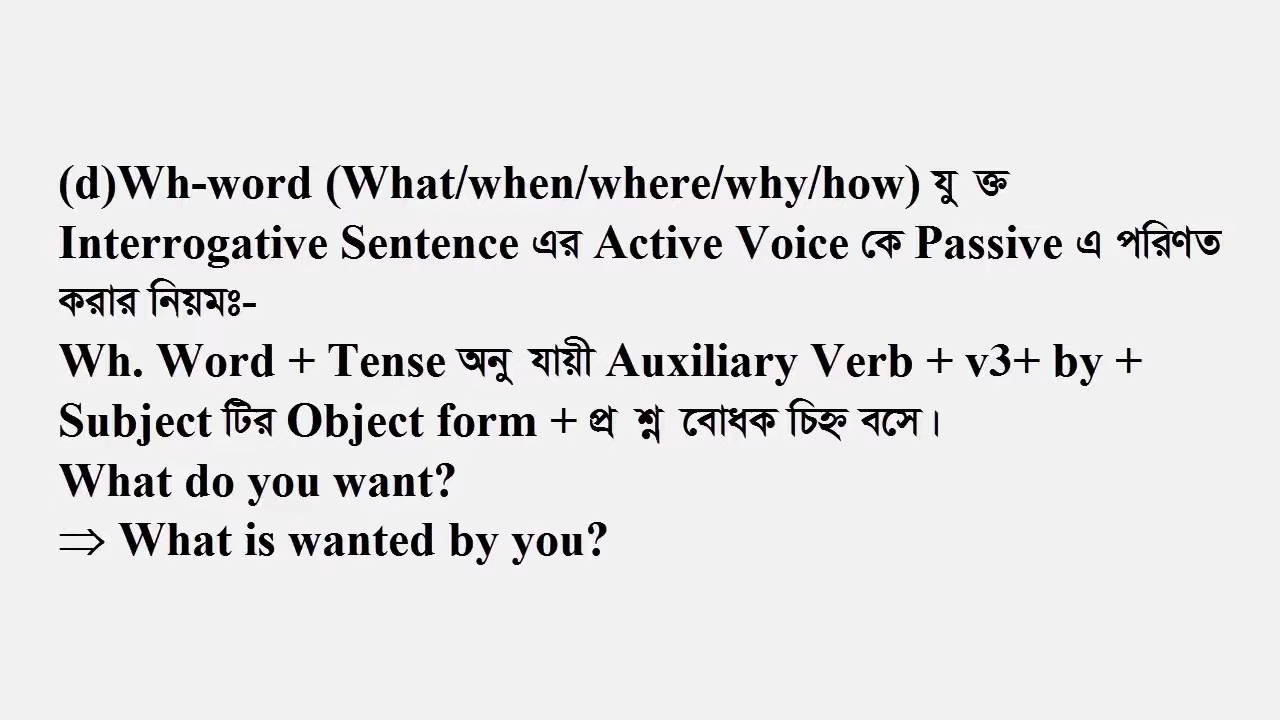 (d)Wh-word (What/when/where/why/how) যুক্ত
Interrogative Sentence এর Active Voice কে Passive এ পরিণত
করার নিয়মঃ-
Wh. Word + Tense অনুযায়ী Auxiliary Verb + v3+ by +
Subject টির Object form + প্রশ্ন বোধক চিহ্ন বসে।
What do you want?
⇒ What is wanted by you?